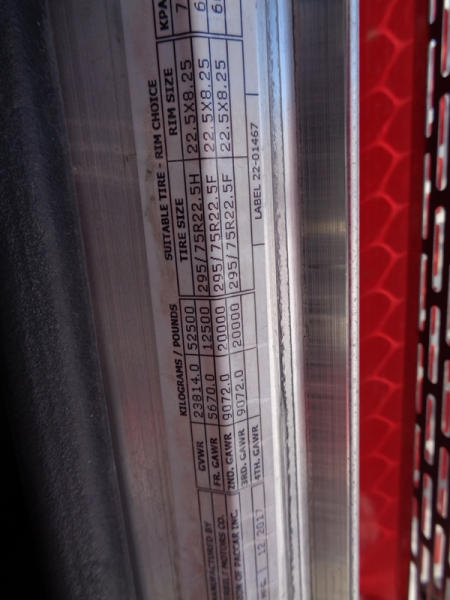 KILOGRAMS / POUNDS SUITABLE TIRE - RIM CHOICE
TIRE SIZE RIM SIZE KPA
GVWR 23814.0 52500
FR. GAWR 5670.0 12500 295/75R22.5H 22.5X8.25
2ND. GAWR 9072.0 20000 295/75R22.5F 22.5X8.25
3RD. GAWR 9072.0 20000 295/75R22.5F 22.5X8.25
4TH. GAWR
LABEL 22-01467
BY
MOTORS CO.
OF PACCAR INC.
12 2017